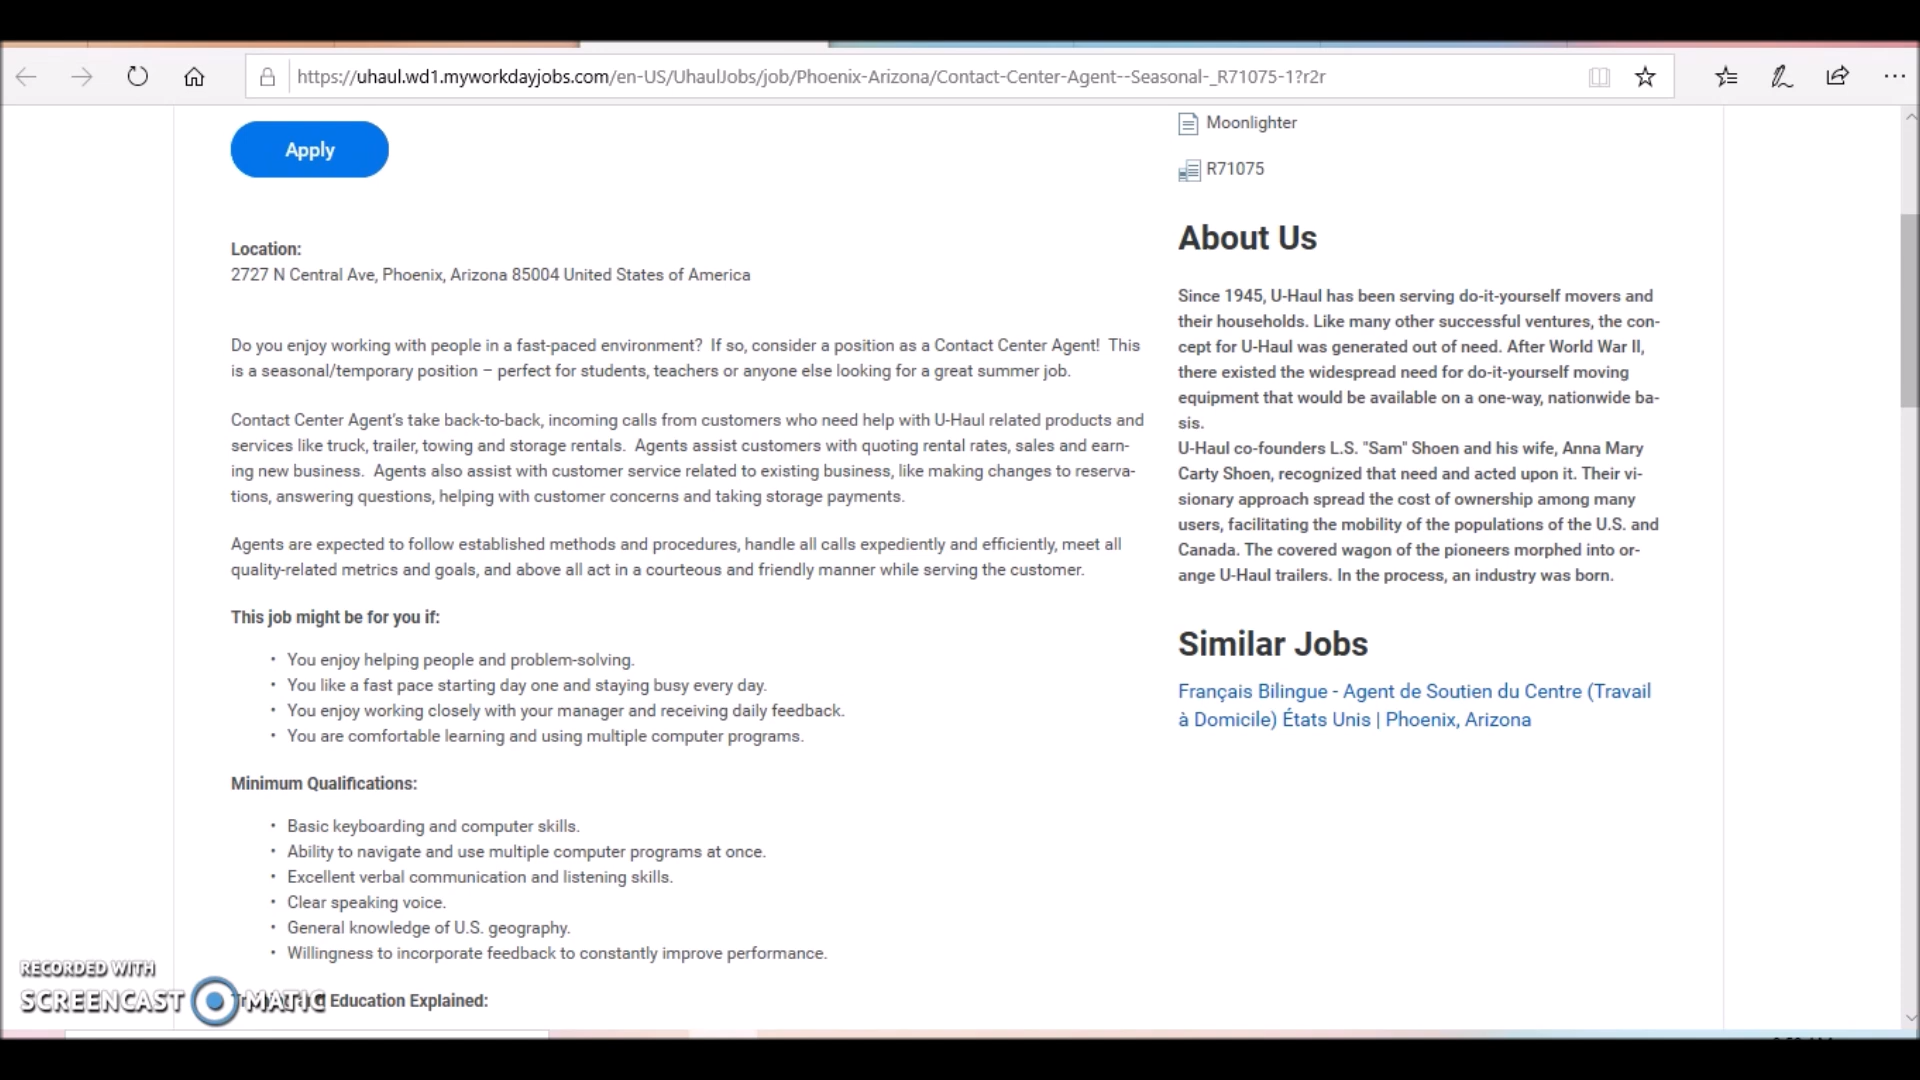 https://uhaul.wd1.myworkdayjobs.com/en-US/UhaulJobs/job/Phoenix-Arizona/Contact-Center-Agent--Seasonal-_R71075-1?r2r
Apply
Location:
2727 N Central Ave, Phoenix, Arizona 85004 United States of America
Do you enjoy working with people in a fast-paced environment?  If so, consider a position as a Contact Center Agent!  This
is a seasonal/temporary position – perfect for students, teachers or anyone else looking for a great summer job.
Contact Center Agent's take back-to-back, incoming calls from customers who need help with U-Haul related products and
services like truck, trailer, towing and storage rentals.  Agents assist customers with quoting rental rates, sales and earn-
ing new business.  Agents also assist with customer service related to existing business, like making changes to reserva-
tions, answering questions, helping with customer concerns and taking storage payments.
Agents are expected to follow established methods and procedures, handle all calls expediently and efficiently, meet all
quality-related metrics and goals, and above all act in a courteous and friendly manner while serving the customer.
This job might be for you if:
• You enjoy helping people and problem-solving.
• You like a fast pace starting day one and staying busy every day.
• You enjoy working closely with your manager and receiving daily feedback.
• You are comfortable learning and using multiple computer programs.
Minimum Qualifications:
• Basic keyboarding and computer skills.
• Ability to navigate and use multiple computer programs at once.
• Excellent verbal communication and listening skills.
• Clear speaking voice.
• General knowledge of U.S. geography.
• Willingness to incorporate feedback to constantly improve performance.
Education Explained:
Moonlighter
R71075
About Us
Since 1945, U-Haul has been serving do-it-yourself movers and
their households. Like many other successful ventures, the con-
cept for U-Haul was generated out of need. After World War II,
there existed the widespread need for do-it-yourself moving
equipment that would be available on a one-way, nationwide ba-
sis.
U-Haul co-founders L.S. "Sam" Shoen and his wife, Anna Mary
Carty Shoen, recognized that need and acted upon it. Their vi-
sionary approach spread the cost of ownership among many
users, facilitating the mobility of the populations of the U.S. and
Canada. The covered wagon of the pioneers morphed into or-
ange U-Haul trailers. In the process, an industry was born.
Similar Jobs
Français Bilingue - Agent de Soutien du Centre (Travail
à Domicile) États Unis | Phoenix, Arizona
RECORDED WITH
SCREENCAST MATIC